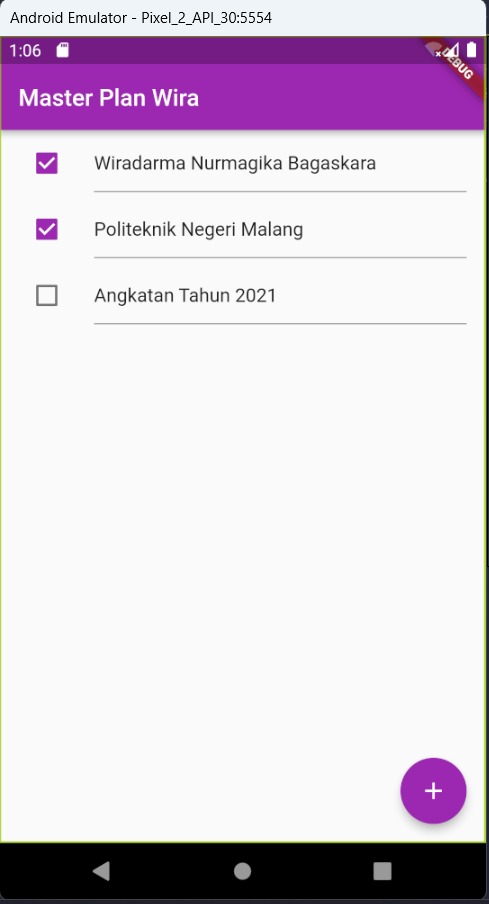 Android Emulator - Pixel_2_API_30:5554
1:06
DEBUG
Master Plan Wira
Wiradarma Nurmagika Bagaskara
Politeknik Negeri Malang
Angkatan Tahun 2021